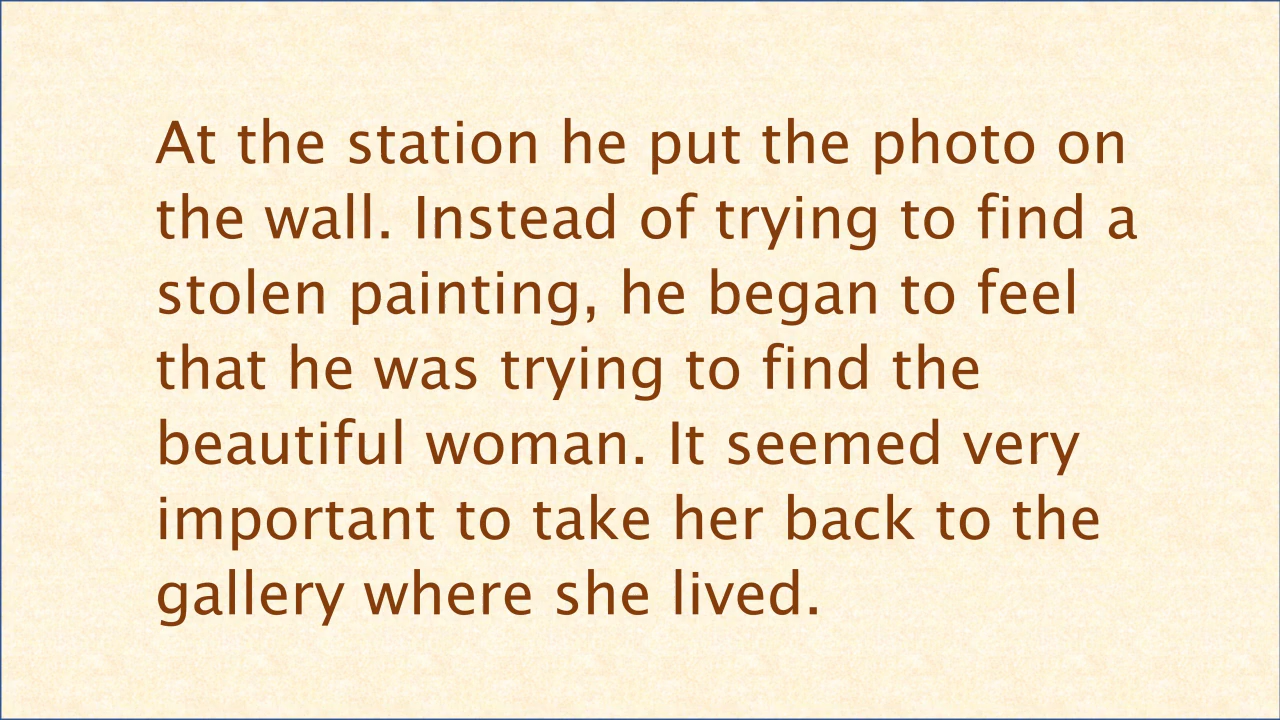 At the station he put the photo on
the wall. Instead of trying to find a
stolen painting, he began to feel
that he was trying to find the
beautiful woman. It seemed very
important to take her back to the
gallery where she lived.